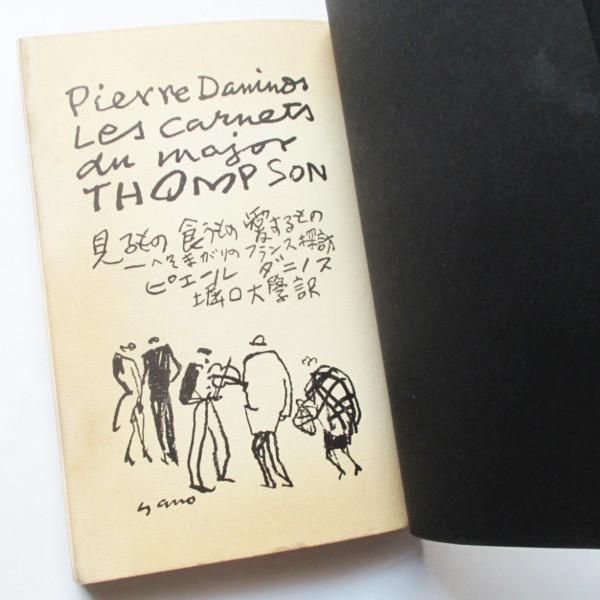 Pierre Daninos
Les carnets
du major
THOMPSON
見るもの 食うもの 愛するもの
—へそまがりのフランス探訪
ピエール ダニノス
堀口大學訳
yano